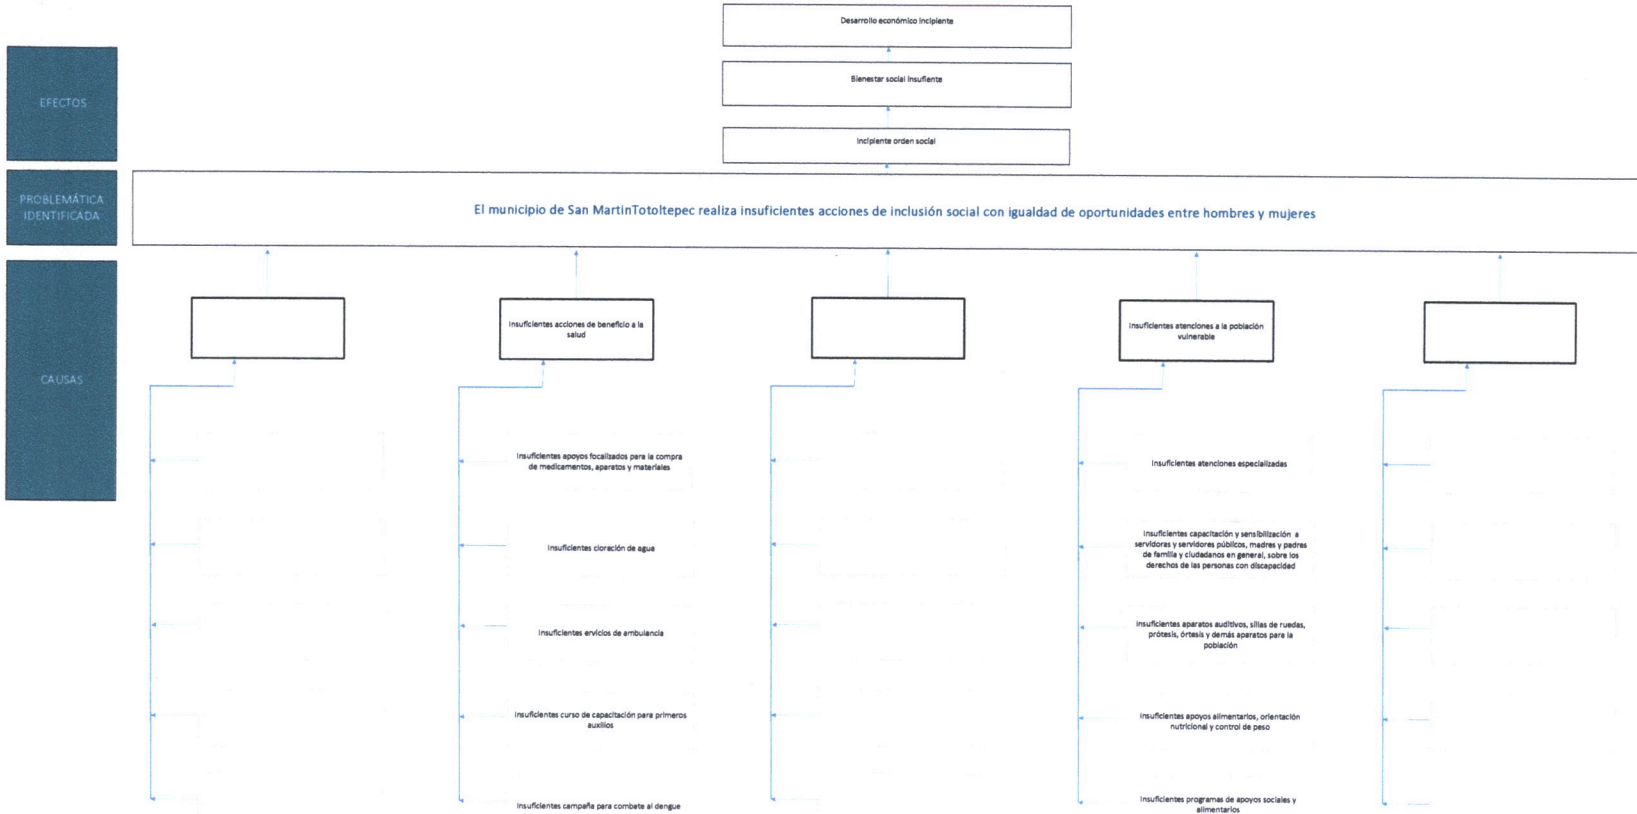 Desarrollo económico incipiente
EFECTOS
Bienestar social insufiente
Incipiente orden social
PROBLEMÁTICA
IDENTIFICADA
El municipio de San MartinTotoltepec realiza insuficientes acciones de inclusión social con igualdad de oportunidades entre hombres y mujeres
CAUSAS
Insuficientes acciones de beneficio a la
salud
Insuficientes apoyos focalizados para la compra
de medicamentos, aparatos y materiales
Insuficientes cloración de agua
Insuficientes ervicios de ambulancia
Insuficientes curso de capacitación para primeros
auxilios
Insuficientes campaña para combate al dengue
Insuficientes atenciones a la población
vulnerable
Insuficientes atenciones especializadas
Insuficientes capacitación y sensibilización a
servidoras y servidores públicos, madres y padres
de familia y ciudadanos en general, sobre los
derechos de las personas con discapacidad
Insuficientes aparatos auditivos, sillas de ruedas,
prótesis, órtesis y demás aparatos para la
población
Insuficientes apoyos alimentarios, orientación
nutricional y control de peso
Insuficientes programas de apoyos sociales y
alimentarios